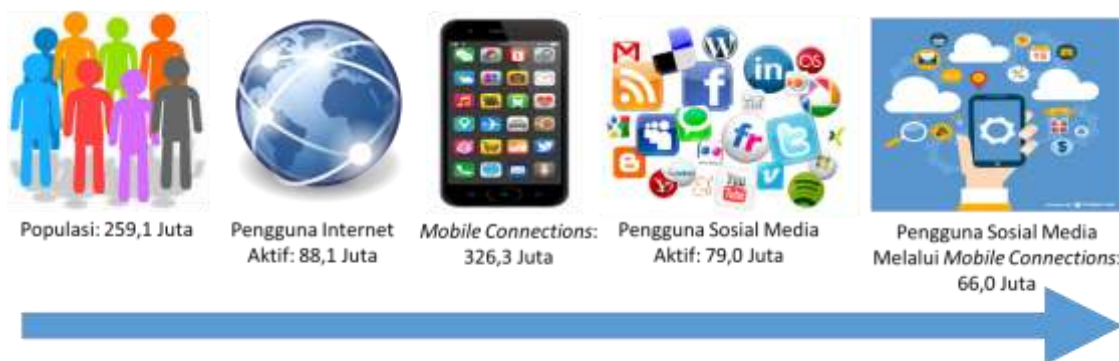 Populasi: 259,1 Juta
Pengguna Internet
Aktif: 88,1 Juta
Mobile Connections:
326,3 Juta
Pengguna Sosial Media
Aktif: 79,0 Juta
Pengguna Sosial Media
Melalui Mobile Connections:
66,0 Juta